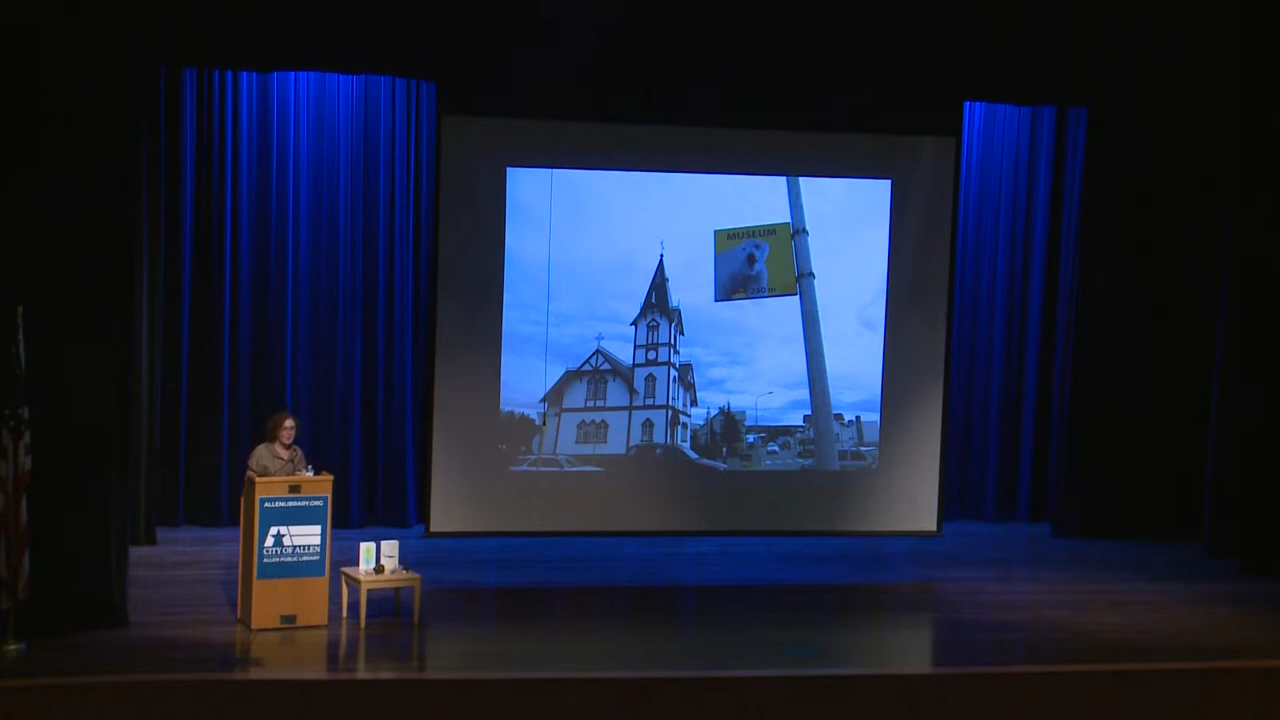 MUSEUM
250 m
ALLENLIBRARY.ORG
CITY OF ALLEN
ALLEN PUBLIC LIBRARY